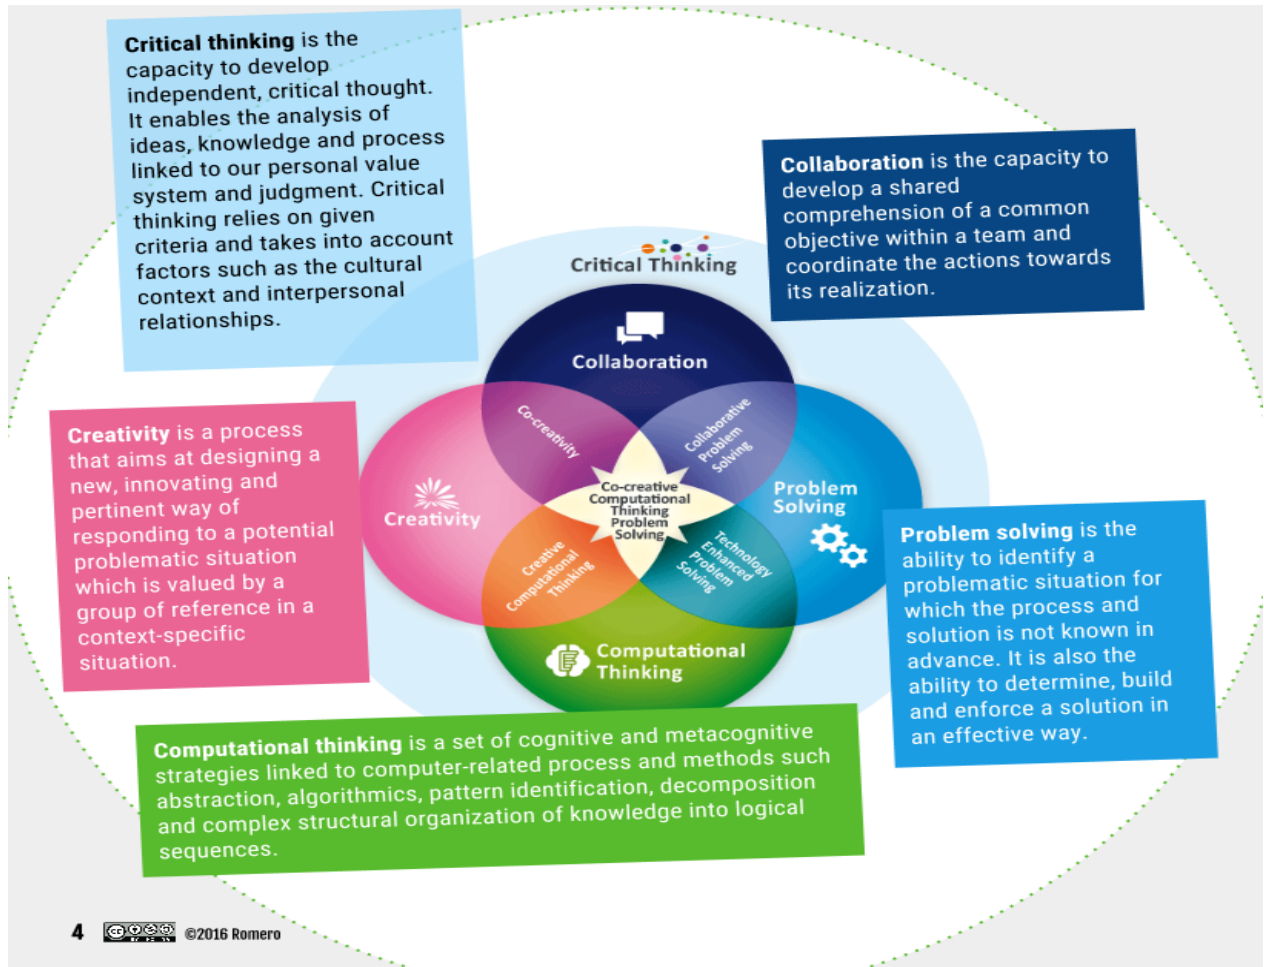 Critical thinking is the
capacity to develop
independent, critical thought.
It enables the analysis of
ideas, knowledge and process
linked to our personal value
system and judgment. Critical
thinking relies on given
criteria and takes into account
factors such as the cultural
context and interpersonal
relationships.
Collaboration is the capacity to
develop a shared
comprehension of a common
objective within a team and
coordinate the actions towards
its realization.
Critical Thinking
Collaboration
Co-creativity
Collaborative
Problem
Solving
Creativity is a process
that aims at designing a
new, innovating and
pertinent way of
responding to a potential
problematic situation
which is valued by a
group of reference in a
context-specific
situation.
Creativity
Co-creative
Computational
Thinking
Problem
Solving
Problem
Solving
Creative
Computational
Thinking
Technology
Enhanced
Problem
Solving
Problem solving is the
ability to identify a
problematic situation for
which the process and
solution is not known in
advance. It is also the
ability to determine, build
and enforce a solution in
an effective way.
Computational
Thinking
Computational thinking is a set of cognitive and metacognitive
strategies linked to computer-related process and methods such
abstraction, algorithmics, pattern identification, decomposition
and complex structural organization of knowledge into logical
sequences.
4
©2016 Romero